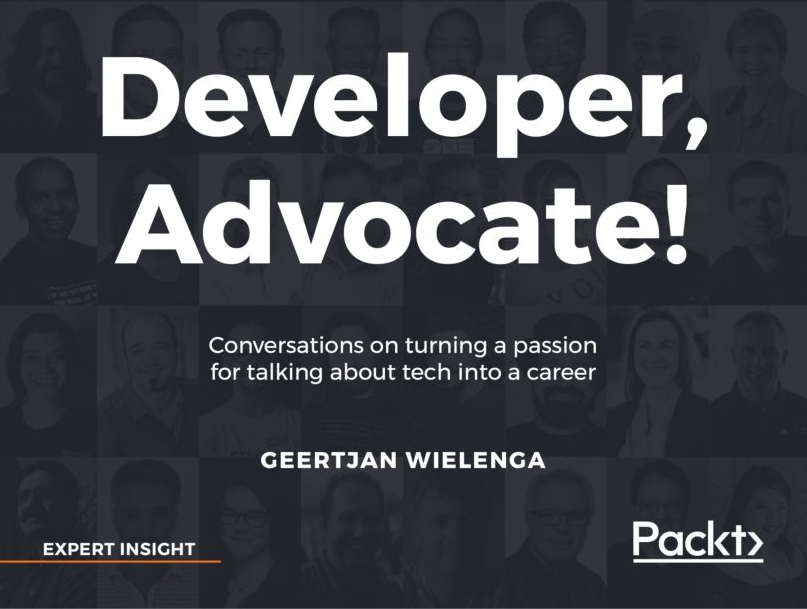 Developer,
Advocate!
Conversations on turning a passion
for talking about tech into a career
GEERTJAN WIELENGA
EXPERT INSIGHT
Packt>